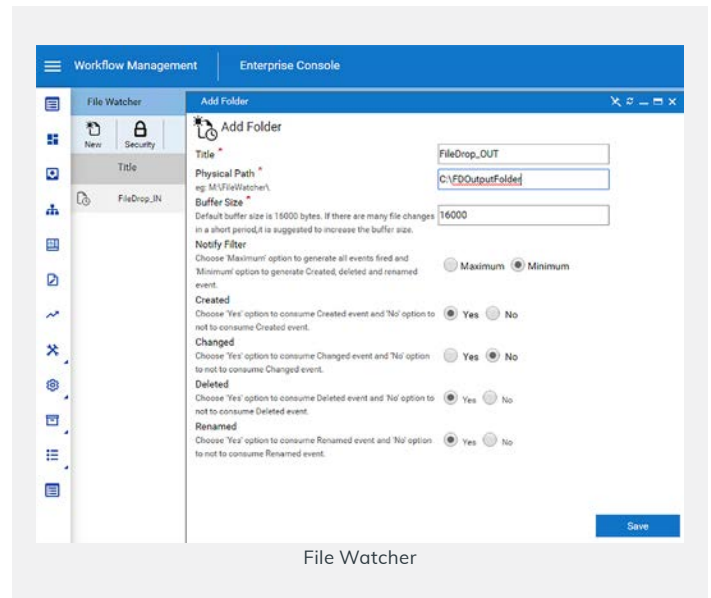 Workflow Management
Enterprise Console
File Watcher
Add Folder
New
Security
Title
FileDrop_IN
Add Folder
Title *
FileDrop_OUT
Physical Path *
eg: M:\FileWatcher\
C:\FDOutputFolder
Buffer Size *
Default buffer size is 16000 bytes. If there are many file changes
in a short period,it is suggested to increase the buffer size.
16000
Notify Filter
Choose 'Maximum' option to generate all events fired and
'Minimum' option to generate Created, deleted and renamed
event.
Maximum Minimum
Created
Choose 'Yes' option to consume Created event and 'No' option to
not to consume Created event.
Yes No
Changed
Choose 'Yes' option to consume Changed event and 'No' option
to not to consume Changed event.
Yes No
Deleted
Choose 'Yes' option to consume Deleted event and 'No' option to
not to consume Deleted event.
Yes No
Renamed
Choose 'Yes' option to consume Renamed event and 'No' option
to not to consume Renamed event.
Yes No
Save
File Watcher